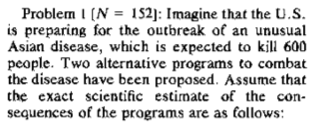 Problem 1 [N = 152]: Imagine that the U.S.
is preparing for the outbreak of an unusual
Asian disease, which is expected to kill 600
people. Two alternative programs to combat
the disease have been proposed. Assume that
the exact scientific estimate of the con-
sequences of the programs are as follows: